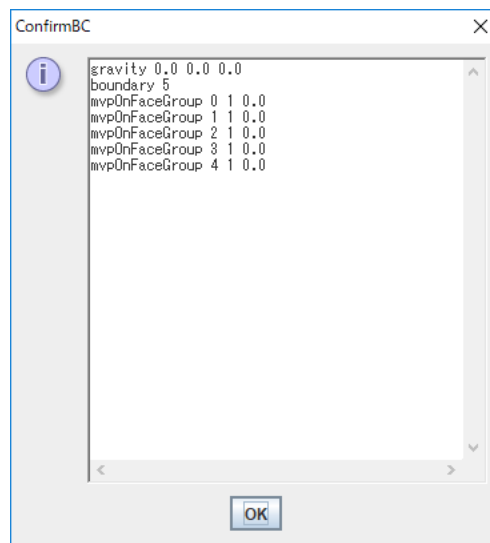 ConfirmBC
gravity 0.0 0.0 0.0
boundary 5
mvpOnFaceGroup 0 1 0.0
mvpOnFaceGroup 1 1 0.0
mvpOnFaceGroup 2 1 0.0
mvpOnFaceGroup 3 1 0.0
mvpOnFaceGroup 4 1 0.0
OK